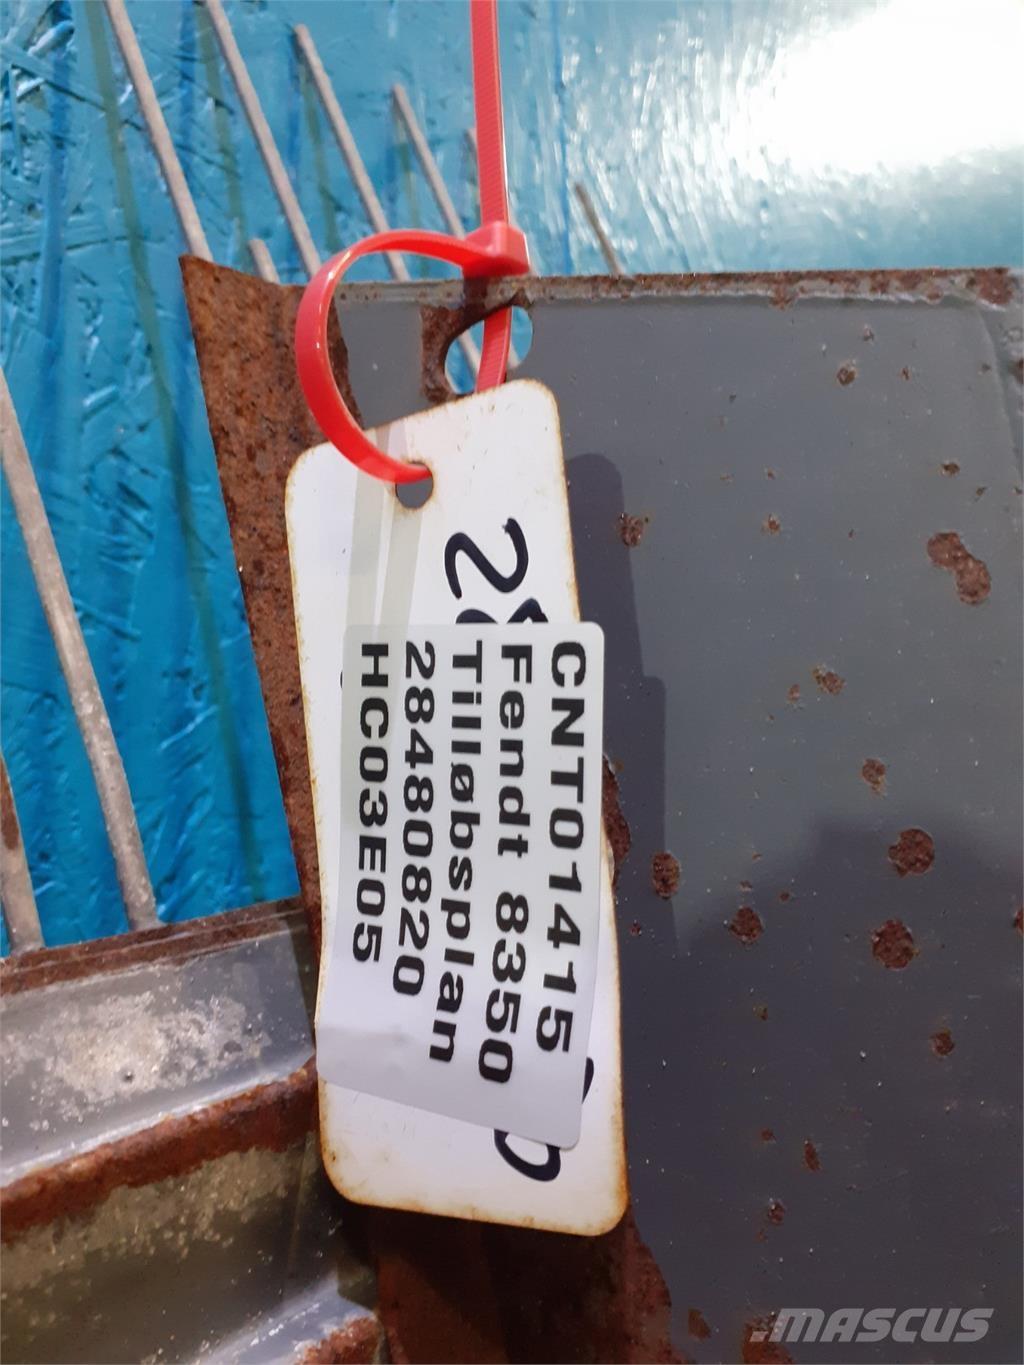 CNT01415
Fendt 8350
Tilløbsplan
28480820
HC03E05
MASCUS